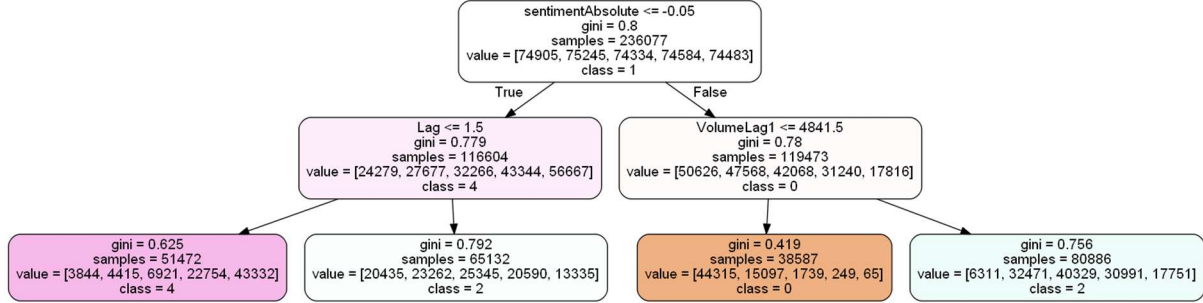 sentimentAbsolute <= -0.05
gini = 0.8
samples = 236077
value = [74905, 75245, 74334, 74584, 74483]
class = 1
True
False
Lag <= 1.5
gini = 0.779
samples = 116604
value = [24279, 27677, 32266, 43344, 56667]
class = 4
VolumeLag1 <= 4841.5
gini = 0.78
samples = 119473
value = [50626, 47568, 42068, 31240, 17816]
class = 0
gini = 0.625
samples = 51472
value = [3844, 4415, 6921, 22754, 43332]
class = 4
gini = 0.792
samples = 65132
value = [20435, 23262, 25345, 20590, 13335]
class = 2
gini = 0.419
samples = 38587
value = [44315, 15097, 1739, 249, 65]
class = 0
gini = 0.756
samples = 80886
value = [6311, 32471, 40329, 30991, 17751]
class = 2